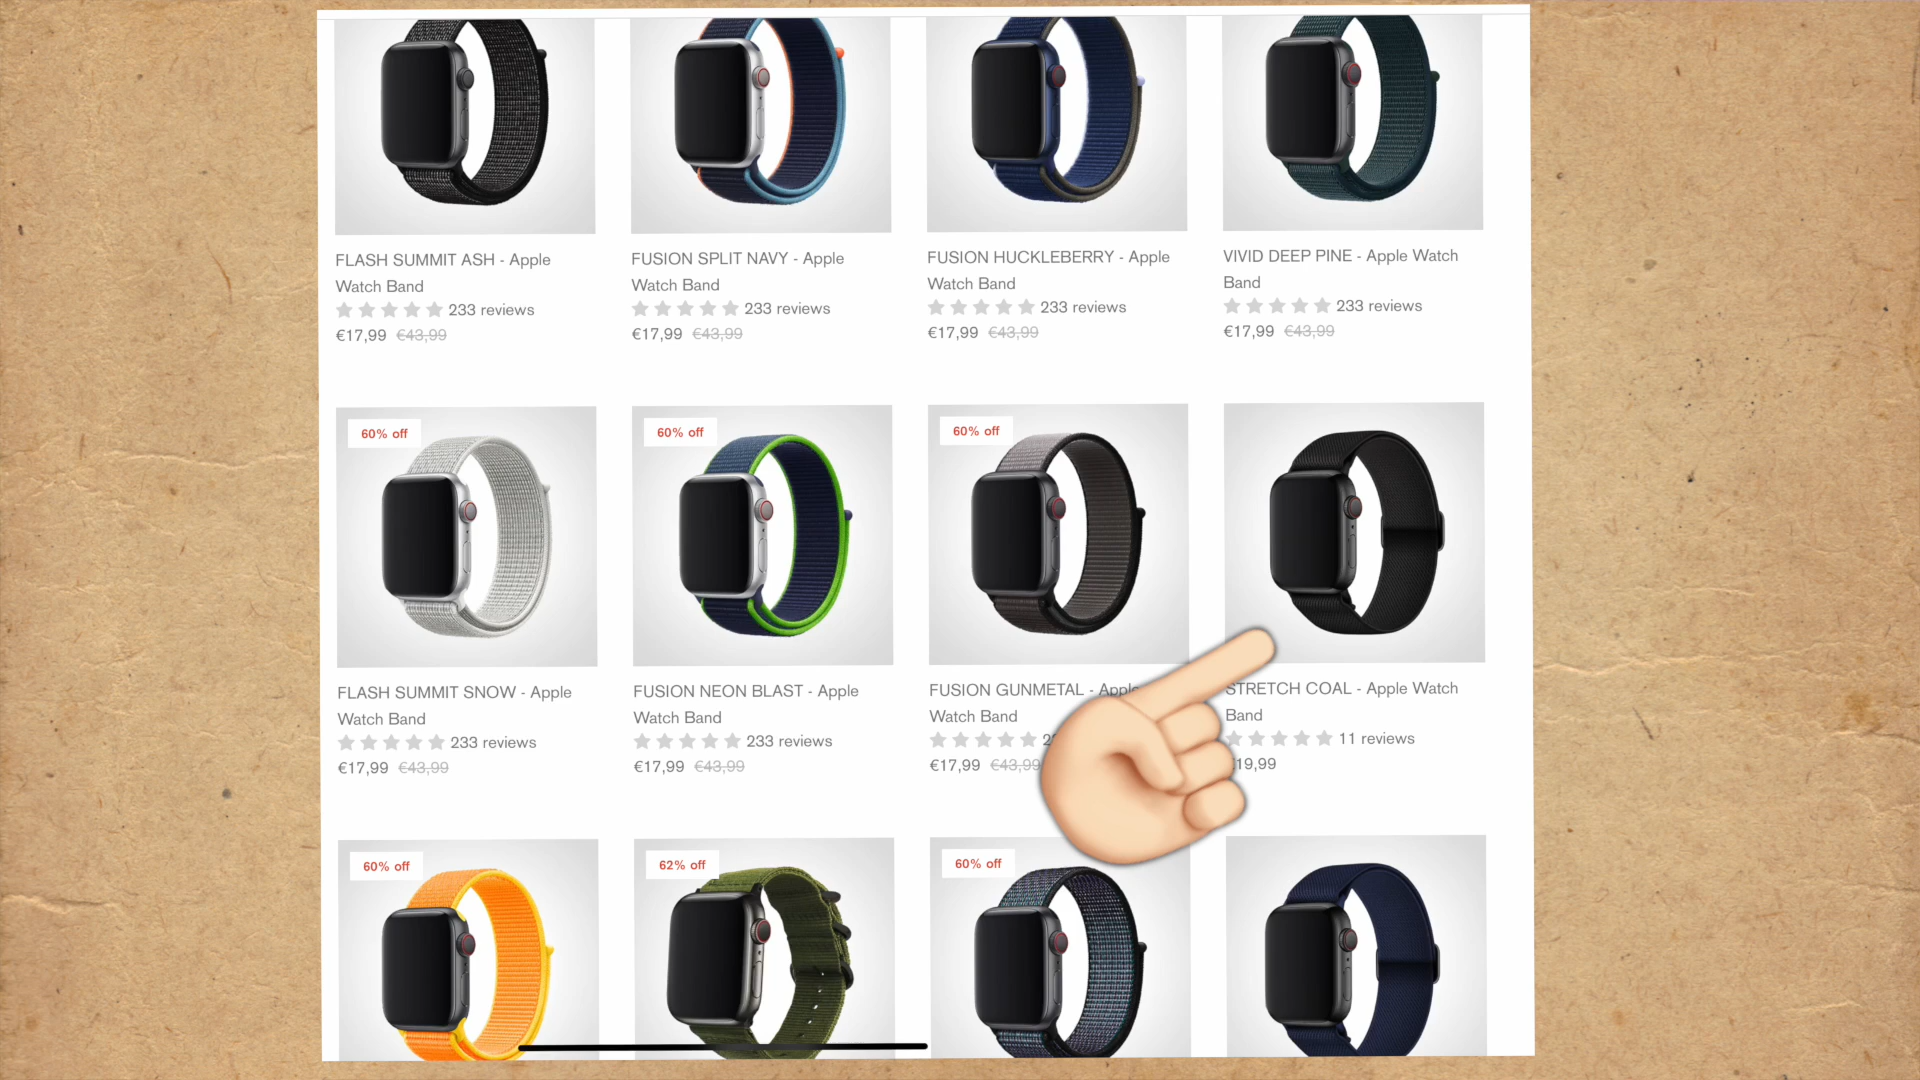 FLASH SUMMIT ASH - Apple
Watch Band
233 reviews
€17,99 €43,99
FUSION SPLIT NAVY - Apple
Watch Band
233 reviews
€17,99 €43,99
FUSION HUCKLEBERRY - Apple
Watch Band
233 reviews
€17,99 €43,99
VIVID DEEP PINE - Apple Watch
Band
233 reviews
€17,99 €43,99
60% off
FLASH SUMMIT SNOW - Apple
Watch Band
233 reviews
€17,99 €43,99
60% off
FUSION NEON BLAST - Apple
Watch Band
233 reviews
€17,99 €43,99
60% off
FUSION GUNMETAL - Apple
Watch Band
€17,99 €43,99
STRETCH COAL - Apple Watch
Band
11 reviews
19,99
60% off
62% off
60% off